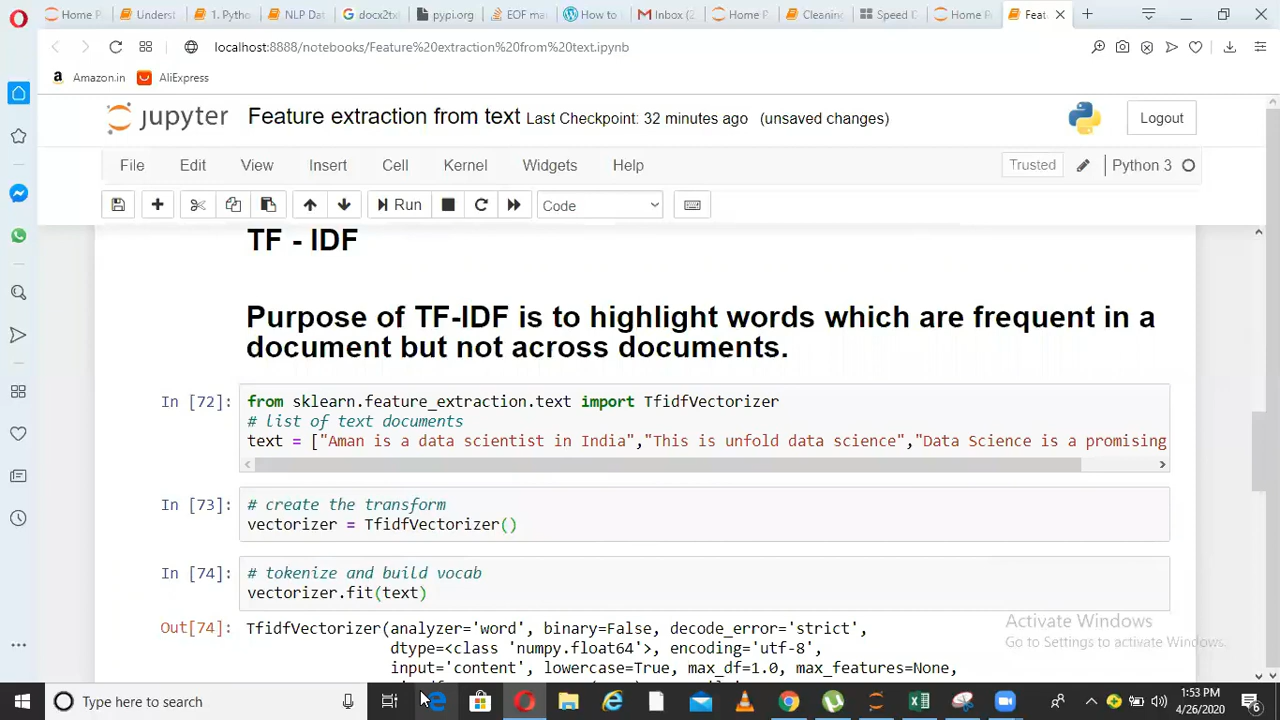 Home P
Underst
1. Pytho
NLP Da
docx2tx
pypi.org
EOF ma
How to
Inbox (2
Home P
Cleaning
Speed D
Home P
Feat
localhost:8888/notebooks/Feature%20extraction%20from%20text.ipynb
Amazon.in AliExpress
jupyter Feature extraction from text Last Checkpoint: 32 minutes ago (unsaved changes) Logout
File Edit View Insert Cell Kernel Widgets Help Trusted Python 3
Run Code
TF - IDF
Purpose of TF-IDF is to highlight words which are frequent in a
document but not across documents.
In [72]: from sklearn.feature_extraction.text import TfidfVectorizer
# list of text documents
text = ["Aman is a data scientist in India","This is unfold data science","Data Science is a promising
In [73]: # create the transform
vectorizer = TfidfVectorizer()
In [74]: # tokenize and build vocab
vectorizer.fit(text)
Out[74]: TfidfVectorizer(analyzer='word', binary=False, decode_error='strict',
dtype=<class 'numpy.float64'>, encoding='utf-8',
input='content', lowercase=True, max_df=1.0, max_features=None,
Activate Windows
Go to Settings to activate Windows.
Type here to search
1:53 PM
4/26/2020
6